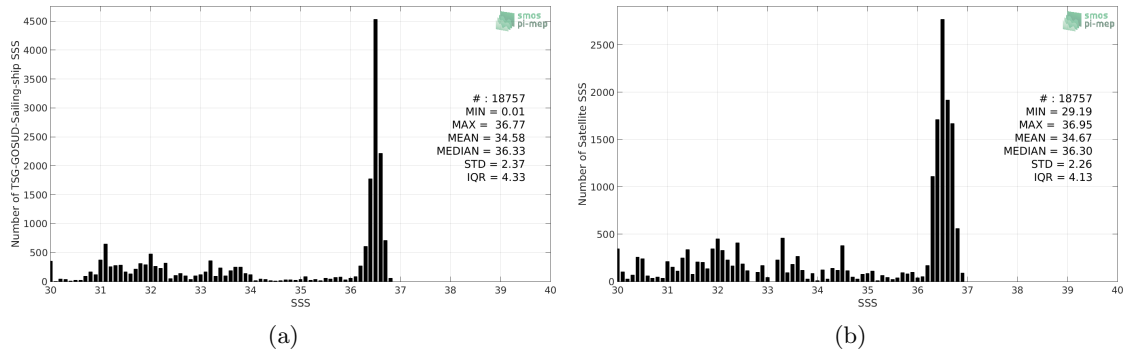 smos
pi-mep
Number of TSG-GOSUD-Sailing-ship SSS
4500
4000
3500
3000
2500
2000
1500
1000
500
0
# : 18757
MIN = 0.01
MAX = 36.77
MEAN = 34.58
MEDIAN = 36.33
STD = 2.37
IQR = 4.33
30 31 32 33 34 35 36 37 38 39 40
SSS
(a)
smos
pi-mep
Number of Satellite SSS
2500
2000
1500
1000
500
0
# : 18757
MIN = 29.19
MAX = 36.95
MEAN = 34.67
MEDIAN = 36.30
STD = 2.26
IQR = 4.13
30 31 32 33 34 35 36 37 38 39 40
SSS
(b)